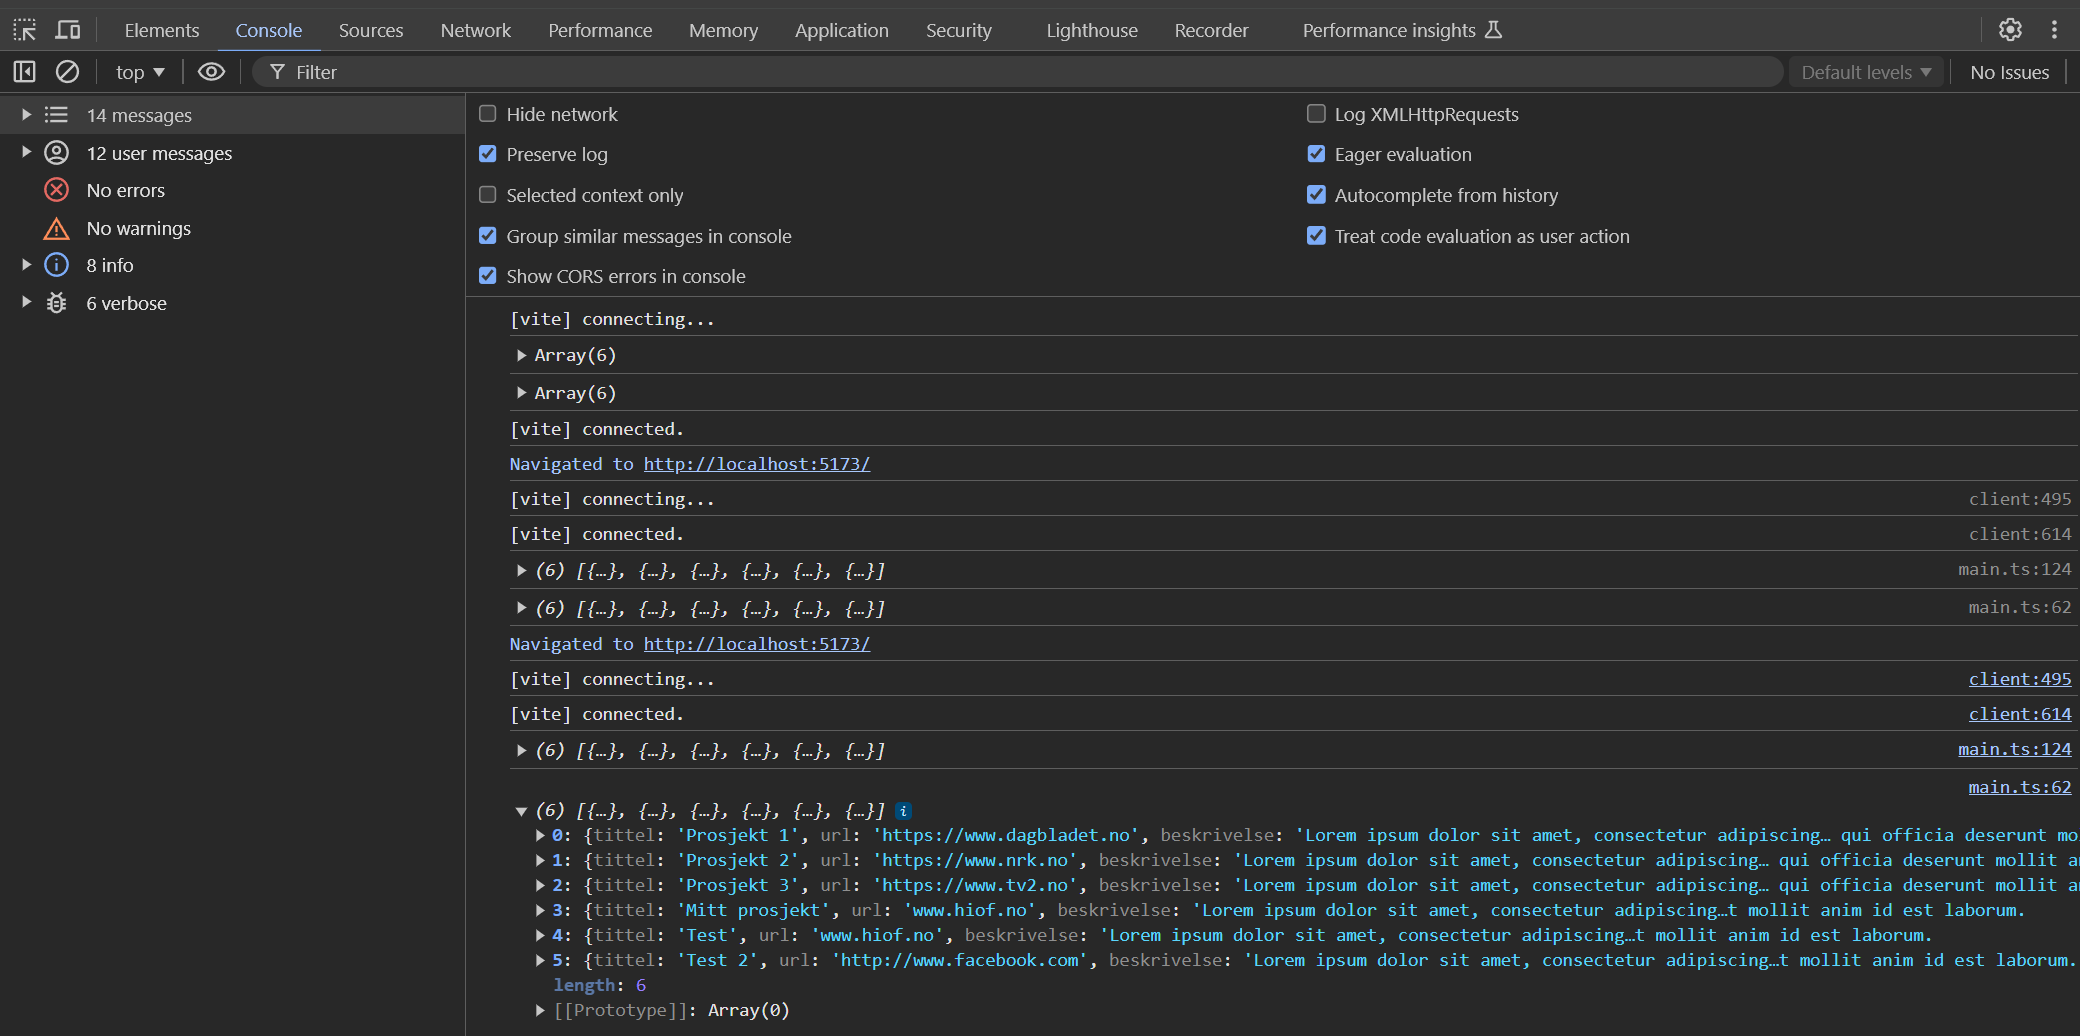 Elements Console Sources Network Performance Memory Application Security Lighthouse Recorder Performance insights
top Filter Default levels No Issues
14 messages
12 user messages
No errors
No warnings
8 info
6 verbose
Hide network Log XMLHttpRequests
Preserve log Eager evaluation
Selected context only Autocomplete from history
Group similar messages in console Treat code evaluation as user action
Show CORS errors in console
[vite] connecting...
Array(6)
Array(6)
[vite] connected.
Navigated to http://localhost:5173/
[vite] connecting... client:495
[vite] connected. client:614
(6) [{…}, {…}, {…}, {…}, {…}, {…}] main.ts:124
(6) [{…}, {…}, {…}, {…}, {…}, {…}] main.ts:62
Navigated to http://localhost:5173/
[vite] connecting... client:495
[vite] connected. client:614
(6) [{…}, {…}, {…}, {…}, {…}, {…}] main.ts:124
main.ts:62
(6) [{…}, {…}, {…}, {…}, {…}, {…}] i
0: {tittel: 'Prosjekt 1', url: 'https://www.dagbladet.no', beskrivelse: 'Lorem ipsum dolor sit amet, consectetur adipiscing… qui officia deserunt mo
1: {tittel: 'Prosjekt 2', url: 'https://www.nrk.no', beskrivelse: 'Lorem ipsum dolor sit amet, consectetur adipiscing… qui officia deserunt mollit a
2: {tittel: 'Prosjekt 3', url: 'https://www.tv2.no', beskrivelse: 'Lorem ipsum dolor sit amet, consectetur adipiscing… qui officia deserunt mollit a
3: {tittel: 'Mitt prosjekt', url: 'www.hiof.no', beskrivelse: 'Lorem ipsum dolor sit amet, consectetur adipiscing…t mollit anim id est laborum.
4: {tittel: 'Test', url: 'www.hiof.no', beskrivelse: 'Lorem ipsum dolor sit amet, consectetur adipiscing…t mollit anim id est laborum.
5: {tittel: 'Test 2', url: 'http://www.facebook.com', beskrivelse: 'Lorem ipsum dolor sit amet, consectetur adipiscing…t mollit anim id est laborum.
length: 6
[[Prototype]]: Array(0)